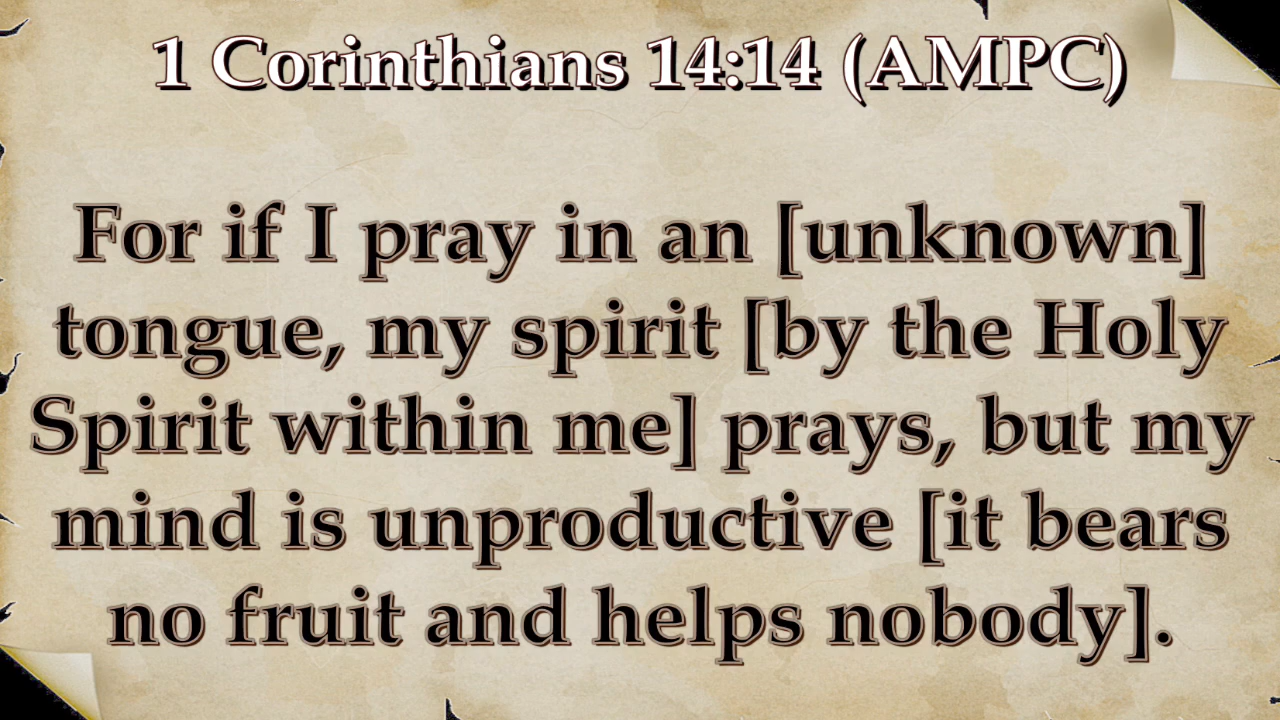 1 Corinthians 14:14 (AMPC)
For if I pray in an [unknown]
tongue, my spirit [by the Holy
Spirit within me] prays, but my
mind is unproductive [it bears
no fruit and helps nobody].